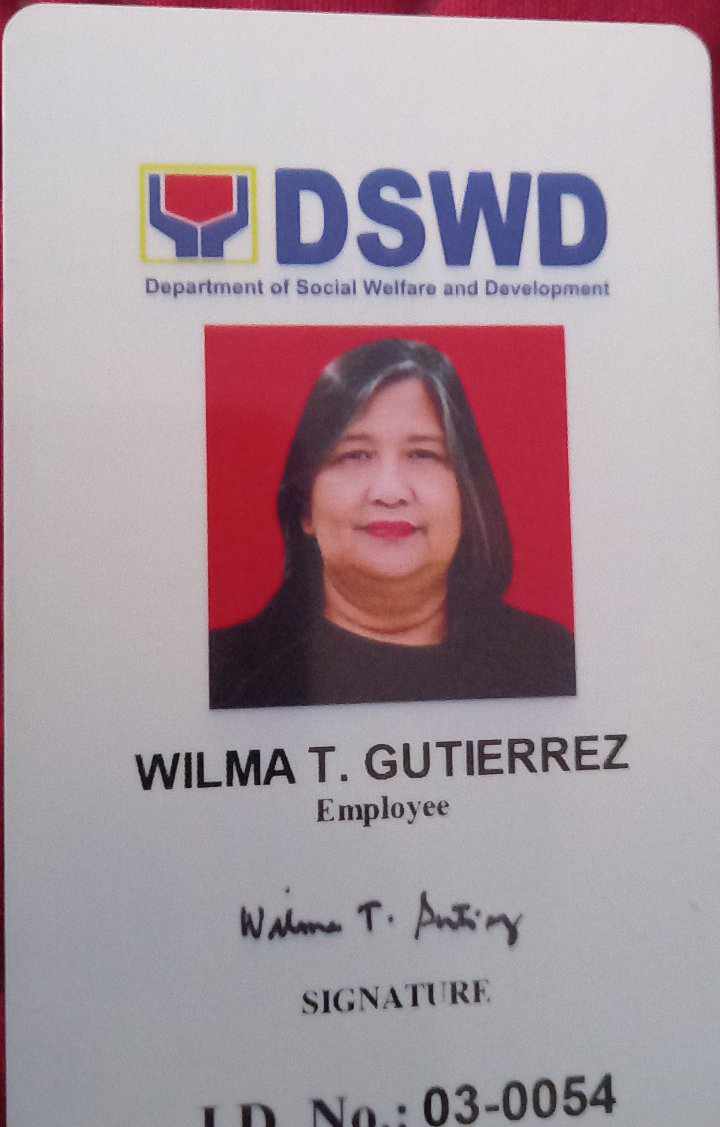 DSWD
Department of Social Welfare and Development
WILMA T. GUTIERREZ
Employee
Wilma T. Gutierrez
SIGNATURE
I.D. No.: 03-0054